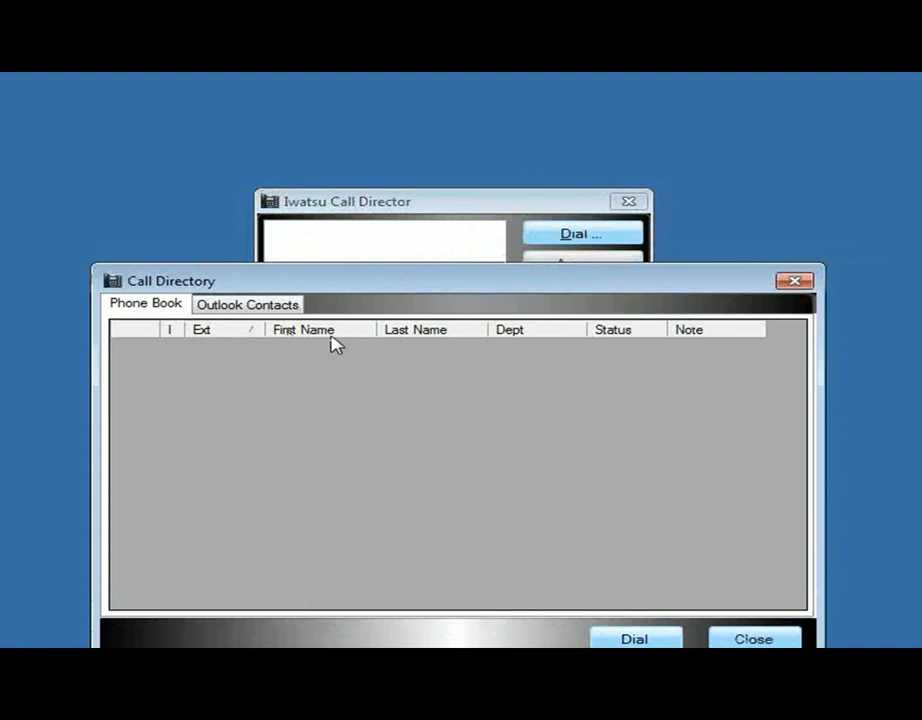 Iwatsu Call Director
Dial ...
Call Directory
Phone Book
Outlook Contacts
I
Ext
First Name
Last Name
Dept
Status
Note
Dial
Close